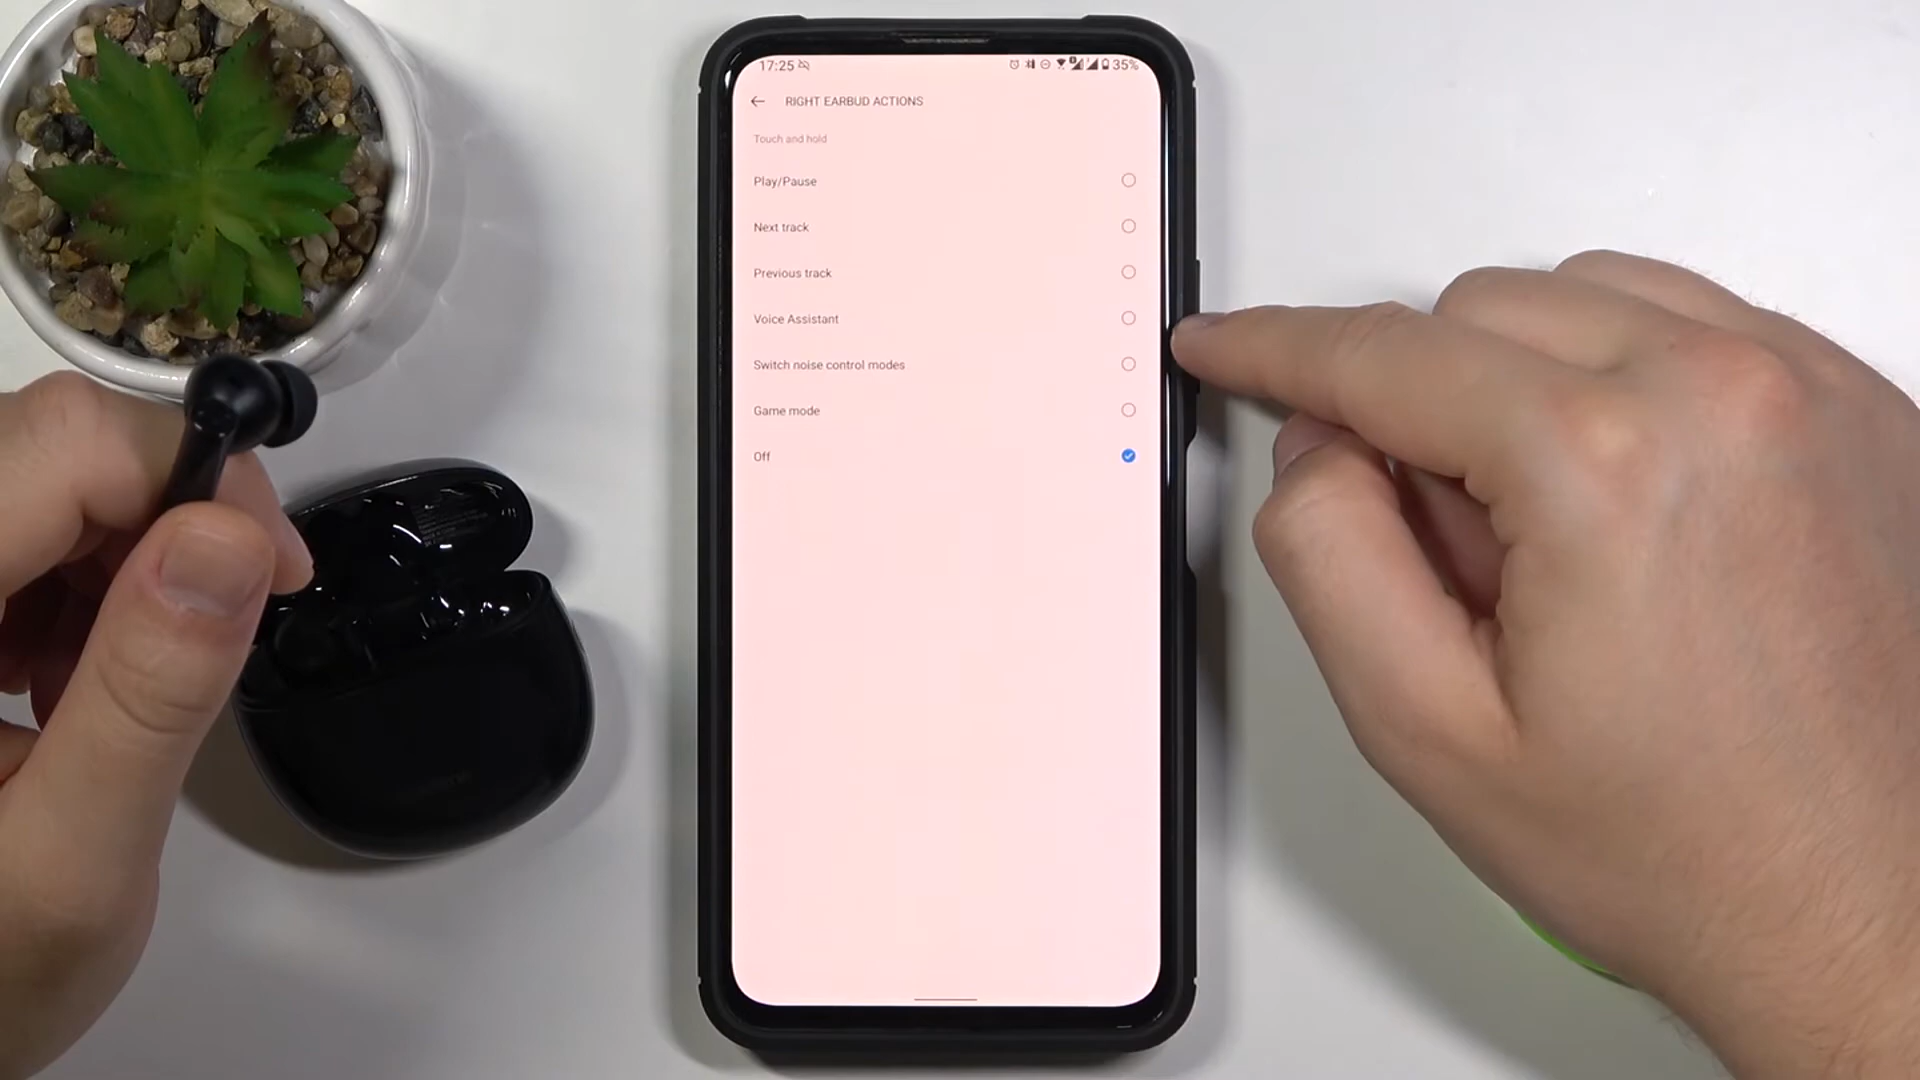 17:25 35%
RIGHT EARBUD ACTIONS
Touch and hold
Play/Pause
Next track
Previous track
Voice Assistant
Switch noise control modes
Game mode
Off